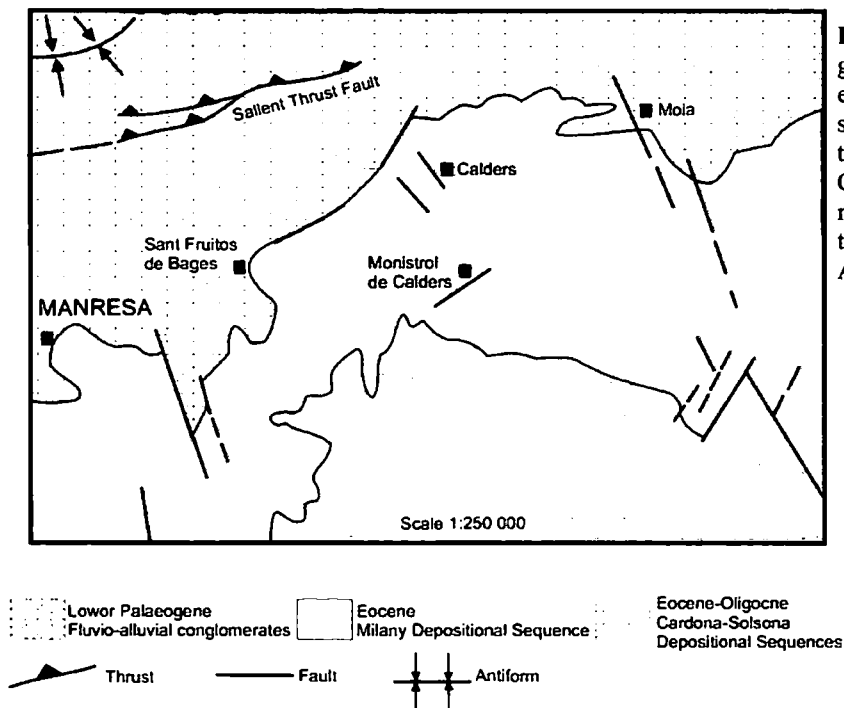 Sallent Thrust Fault
Moia
Calders
Sant Fruitos
de Bages
Monistrol
de Calders
MANRESA
Scale 1:250 000
Lowor Palaeogene
Fluvio-alluvial conglomerates
Eocene
Milany Depositional Sequence
Eocene-Oligocne
Cardona-Solsona
Depositional Sequences
Thrust
Fault
Antiform